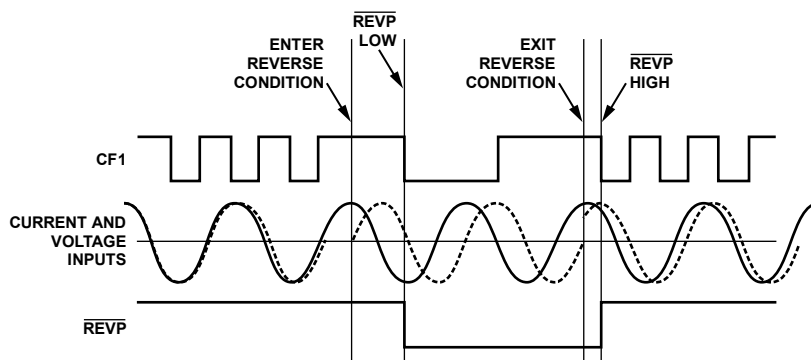 REVP
LOW
ENTER
REVERSE
CONDITION
EXIT
REVERSE
CONDITION
REVP
HIGH
CF1
CURRENT AND
VOLTAGE
INPUTS
REVP